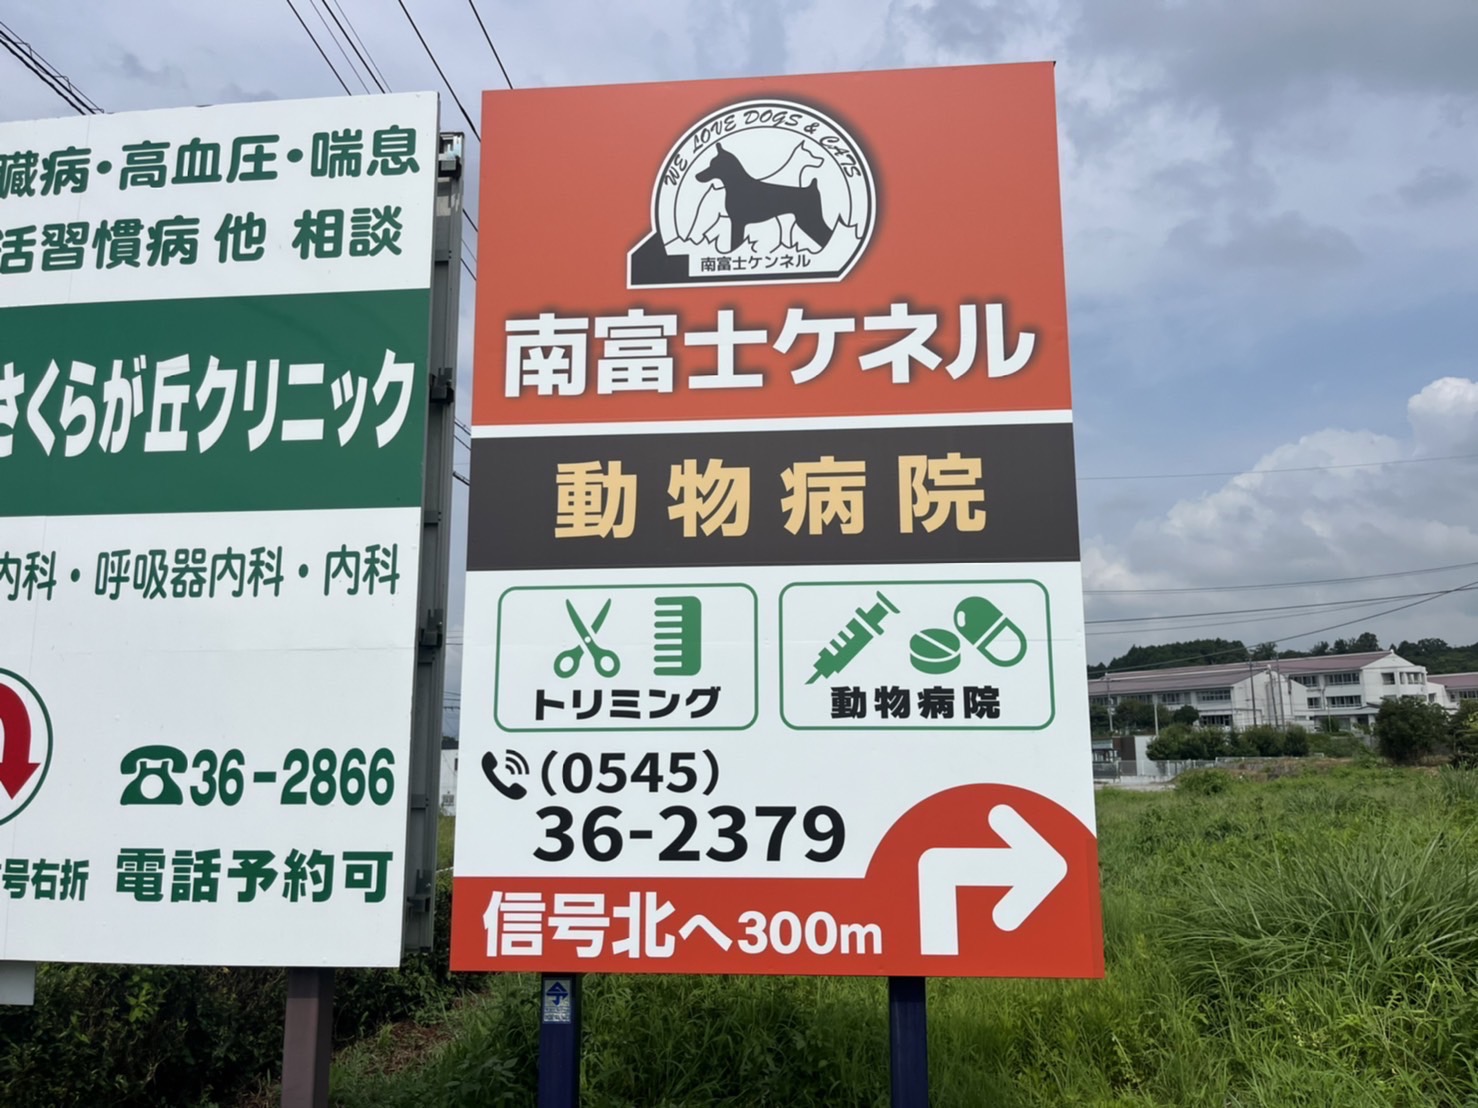 臓病・高血圧・喘息
活習慣病 他 相談
さくらが丘クリニック
内科・呼吸器内科・内科
36-2866
号右折 電話予約可
WE LOVE DOGS & CATS
南富士ケンネル
南富士ケネル
動物病院
トリミング
動物病院
(0545)
36-2379
信号北へ300m